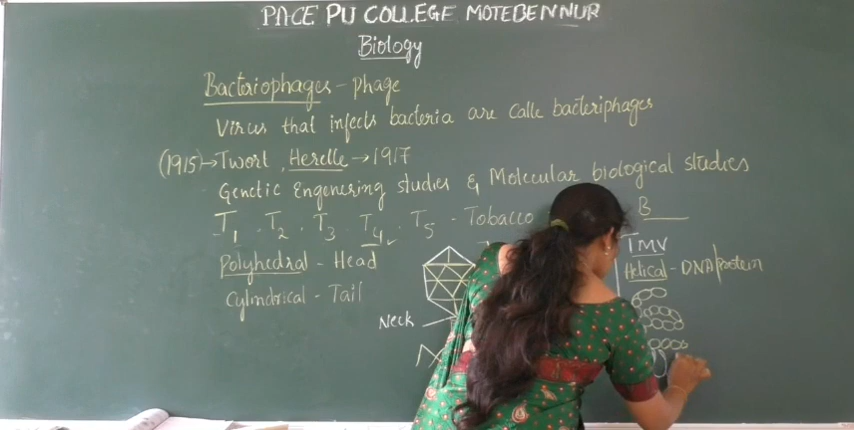 PACE PU COLLEGE MOTEBENNUR
Biology
Bacteriophages - phage
Virus that infects bacteria are Calle bacteriphages
(1915)→Twort, Herelle → 1917
Genetic Engenering studies & Molecular biological studies
T1 . T2 . T3 . T4 . T5 - Tobacco
B
TMV
Polyhedral - Head
Helical - DNA/protein
Cylindrical - Tail
Neck